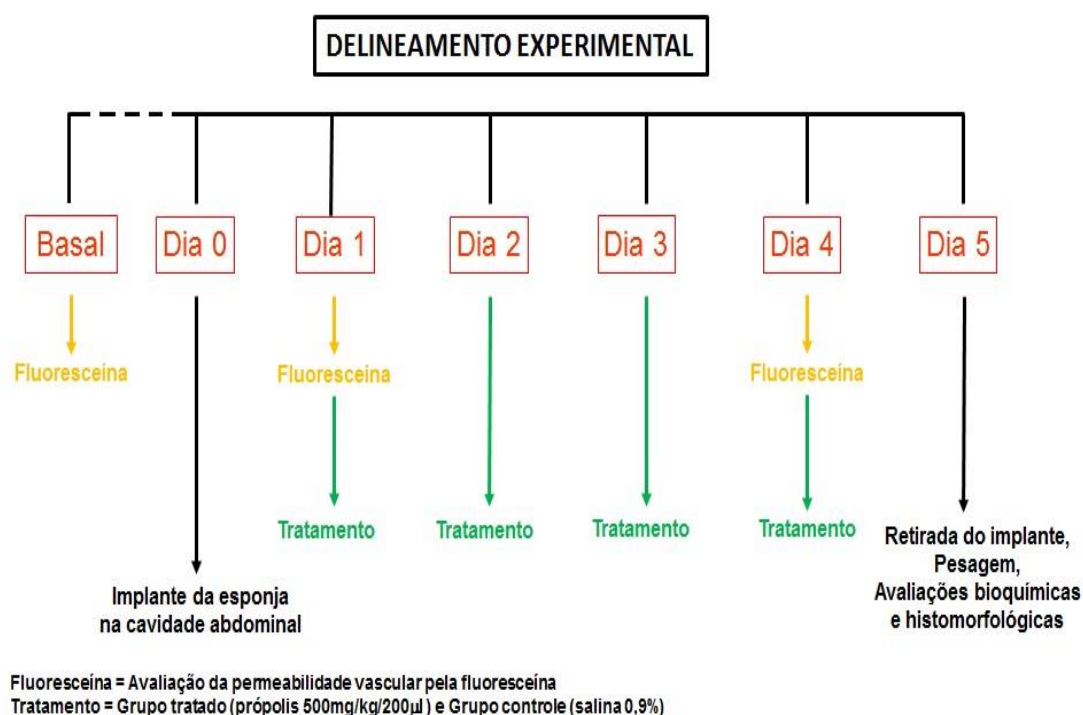 DELINEAMENTO EXPERIMENTAL
Basal
Dia 0
Dia 1
Dia 2
Dia 3
Dia 4
Dia 5
Fluoresceína
Fluoresceína
Fluoresceína
Tratamento
Tratamento
Tratamento
Tratamento
Retirada do implante,
Pesagem,
Avaliações bioquímicas
e histomorfológicas
Implante da esponja
na cavidade abdominal
Fluoresceína = Avaliação da permeabilidade vascular pela fluoresceína
Tratamento = Grupo tratado (própolis 500mg/kg/200µl ) e Grupo controle (salina 0,9%)